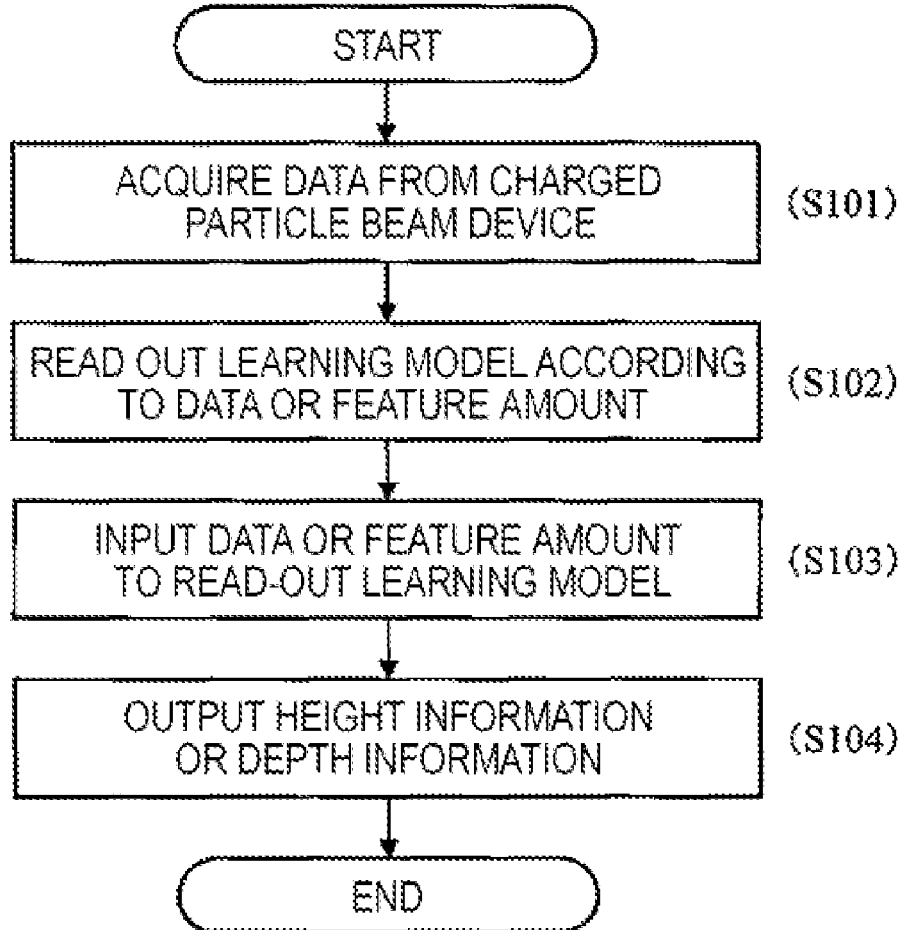 START
ACQUIRE DATA FROM CHARGED
PARTICLE BEAM DEVICE
(S101)
READ OUT LEARNING MODEL ACCORDING
TO DATA OR FEATURE AMOUNT
(S102)
INPUT DATA OR FEATURE AMOUNT
TO READ-OUT LEARNING MODEL
(S103)
OUTPUT HEIGHT INFORMATION
OR DEPTH INFORMATION
(S104)
END